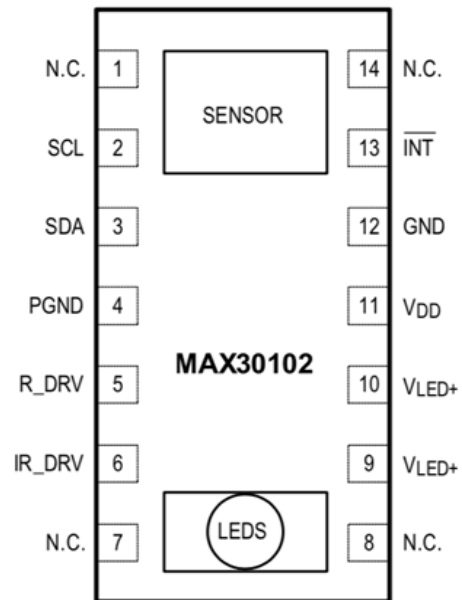 N.C. 1 14 N.C.
SENSOR
SCL 2 13 INT
SDA 3 12 GND
PGND 4 11 VDD
MAX30102
R_DRV 5 10 VLED+
IR_DRV 6 9 VLED+
LEDS
N.C. 7 8 N.C.